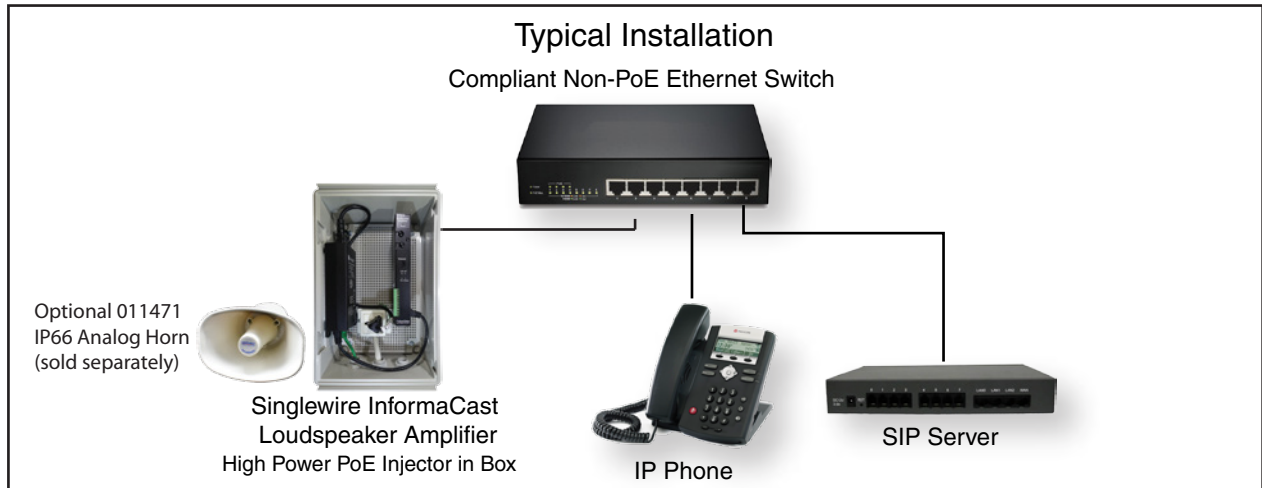 Typical Installation
Compliant Non-PoE Ethernet Switch
Optional 011471
IP66 Analog Horn
(sold separately)
Singlewire InformaCast
Loudspeaker Amplifier
High Power PoE Injector in Box
IP Phone
SIP Server